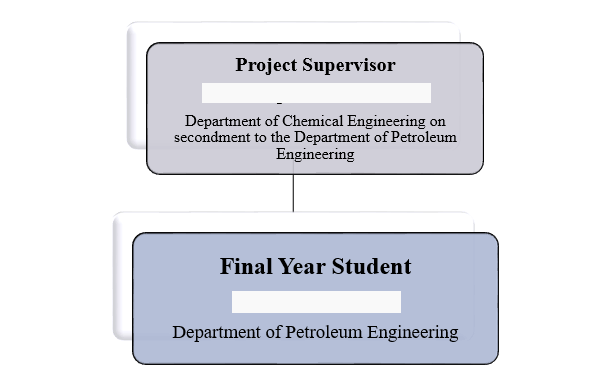 Project Supervisor
Department of Chemical Engineering on
secondment to the Department of Petroleum
Engineering
Final Year Student
Department of Petroleum Engineering